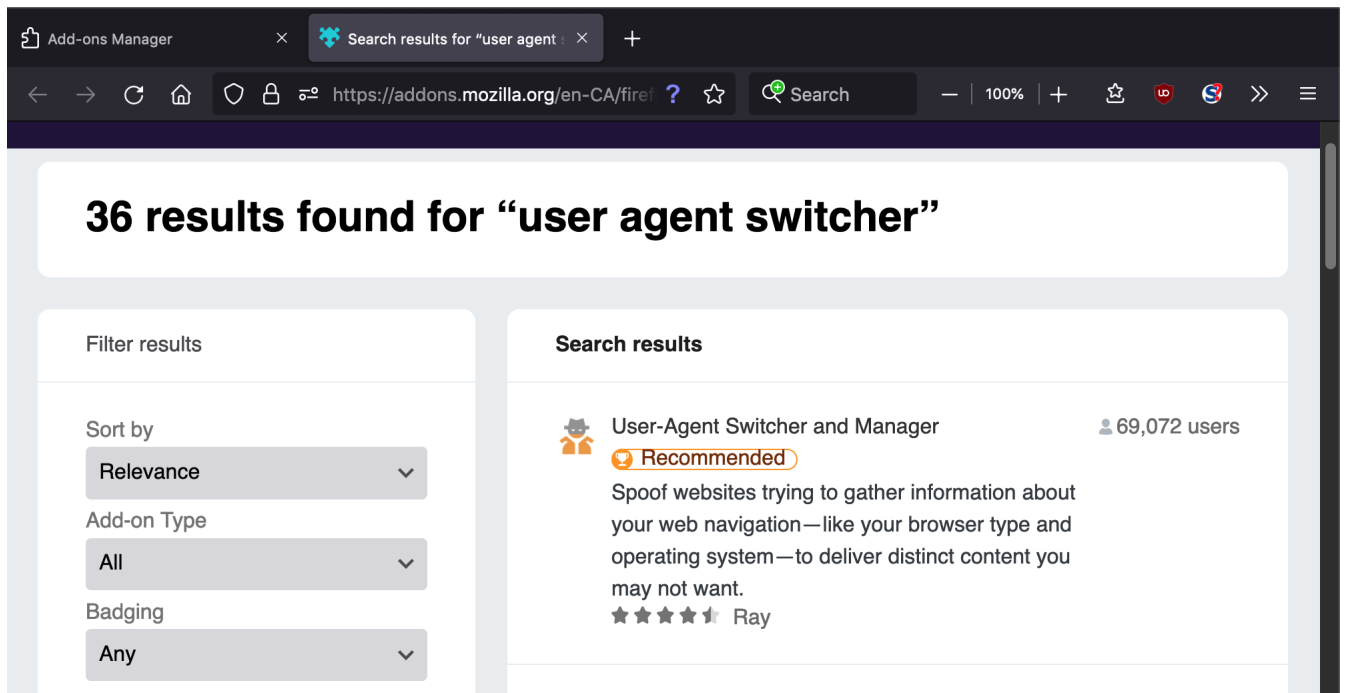 Add-ons Manager
Search results for “user agent
https://addons.mozilla.org/en-CA/firef
?
Search
100%
36 results found for “user agent switcher”
Filter results
Sort by
Relevance
Add-on Type
All
Badging
Any
Search results
User-Agent Switcher and Manager
69,072 users
Recommended
Spoof websites trying to gather information about
your web navigation—like your browser type and
operating system—to deliver distinct content you
may not want.
Ray